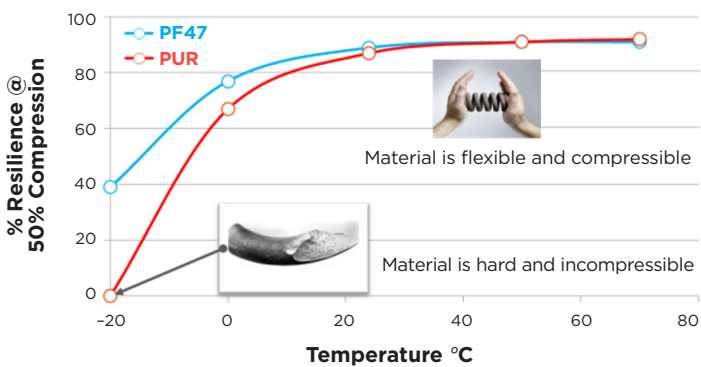 100
PF47
PUR
80
60
40
20
0
% Resilience @
50% Compression
Material is flexible and compressible
Material is hard and incompressible
-20
0
20
40
60
80
Temperature °C